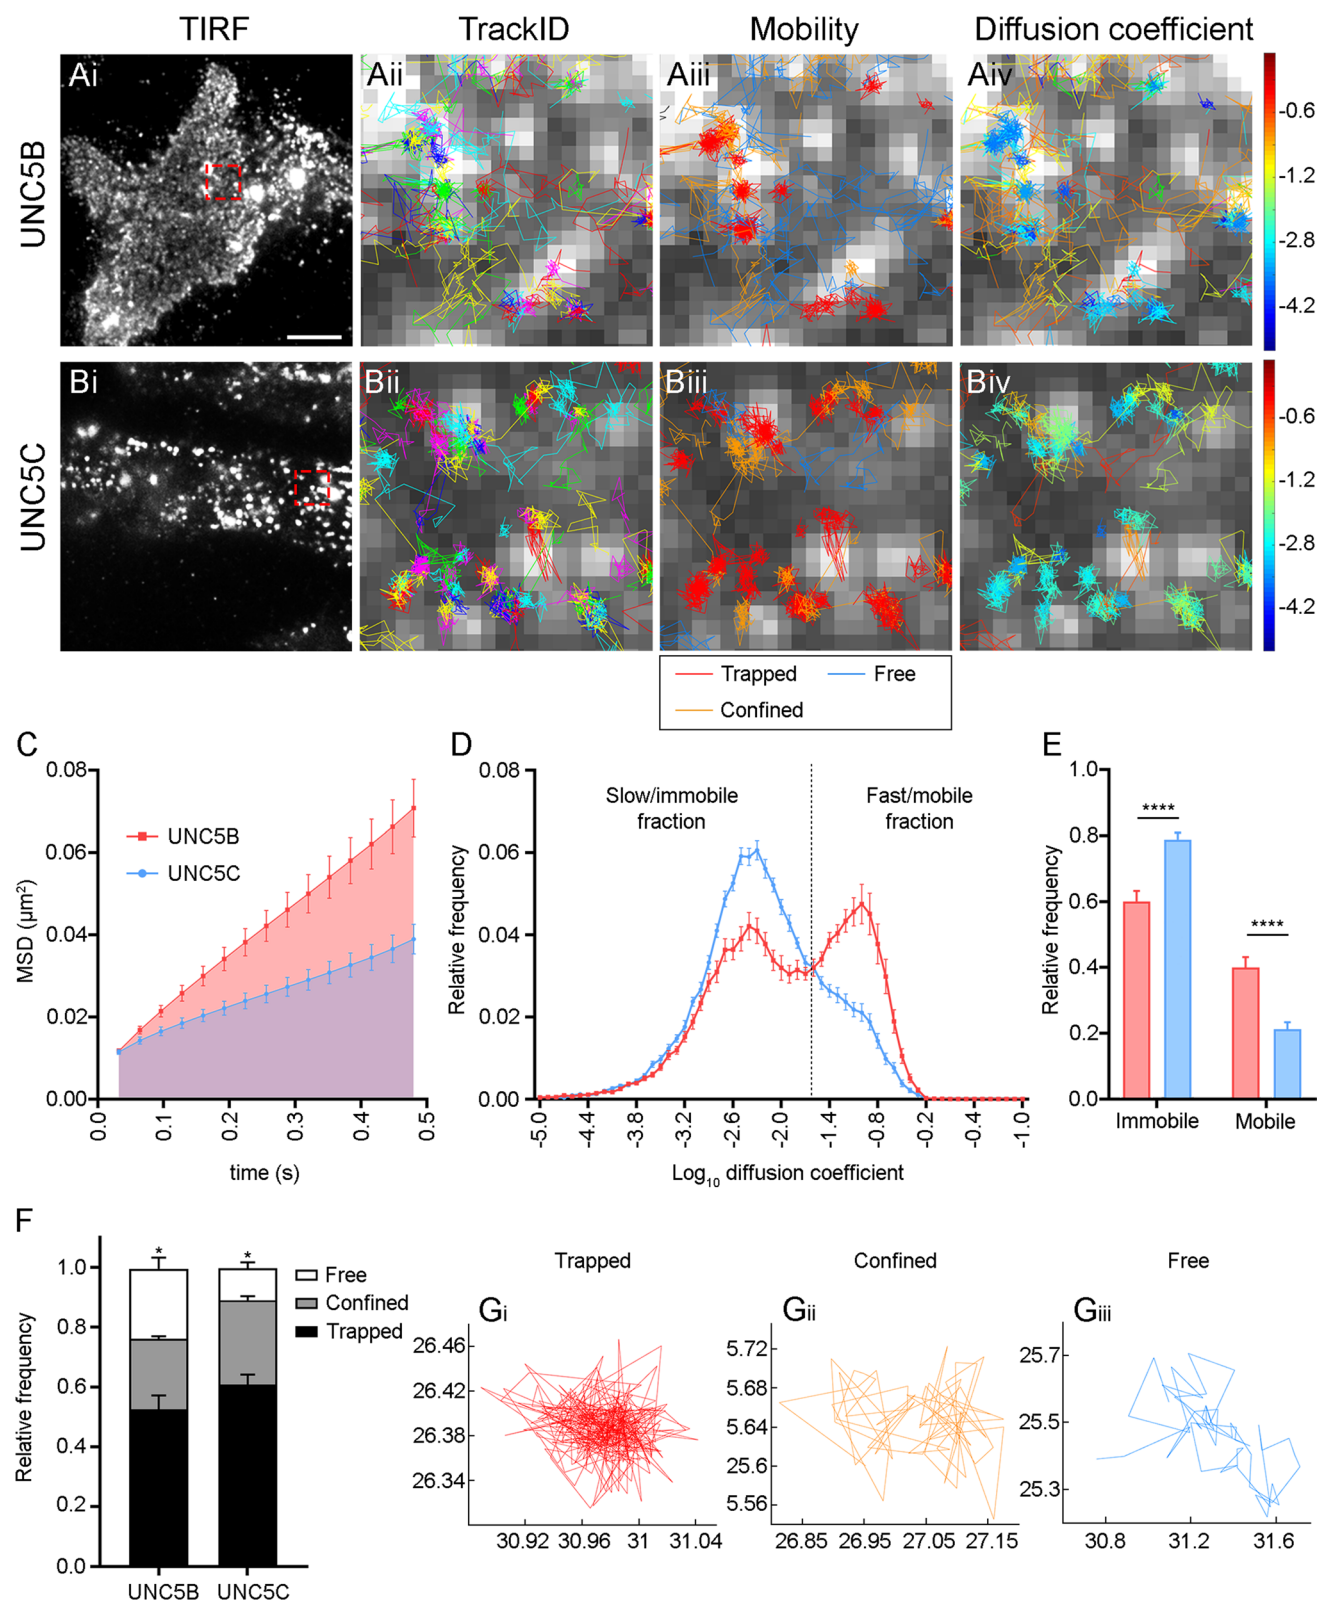 TIRF TrackID Mobility Diffusion coefficient
UNC5B
Ai Aii Aiii Aiv
-0.6
-1.2
-2.8
-4.2
UNC5C
Bi Bii Biii Biv
-0.6
-1.2
-2.8
-4.2
Trapped Free
Confined
C
MSD (μm²)
0.08
0.06
0.04
0.02
0.00
UNC5B
UNC5C
0.0 0.1 0.2 0.3 0.4 0.5
time (s)
D
Relative frequency
0.08
0.06
0.04
0.02
0.00
Slow/immobile
fraction
Fast/mobile
fraction
-5.0 -4.4 -3.8 -3.2 -2.6 -2.0 -1.4 -0.8 -0.2 -0.4 -1.0
Log₁₀ diffusion coefficient
E
Relative frequency
1.0
0.8
0.6
0.4
0.2
0.0
****
****
Immobile Mobile
F
Relative frequency
1.0
0.8
0.6
0.4
0.2
0.0
* *
Free
Confined
Trapped
UNC5B UNC5C
Trapped Confined Free
Gi
26.46
26.42
26.38
26.34
30.92 30.96 31 31.04
Gii
5.72
5.68
5.64
25.6
5.56
26.85 26.95 27.05 27.15
Giii
25.7
25.5
25.3
30.8 31.2 31.6